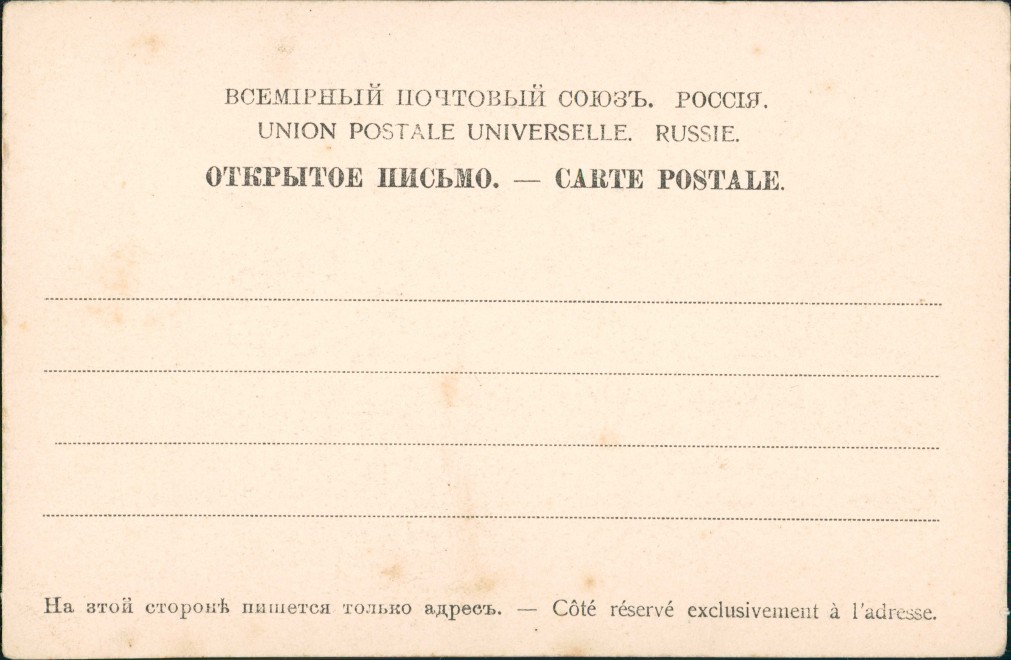 ВСЕМІРНЫЙ ПОЧТОВЫЙ СОЮЗЪ. РОССІЯ.
UNION POSTALE UNIVERSELLE. RUSSIE.
ОТКРЫТОЕ ПИСЬМО. — CARTE POSTALE.
На этой сторонѣ пишется только адресъ. — Côté réservé exclusivement à l'adresse.